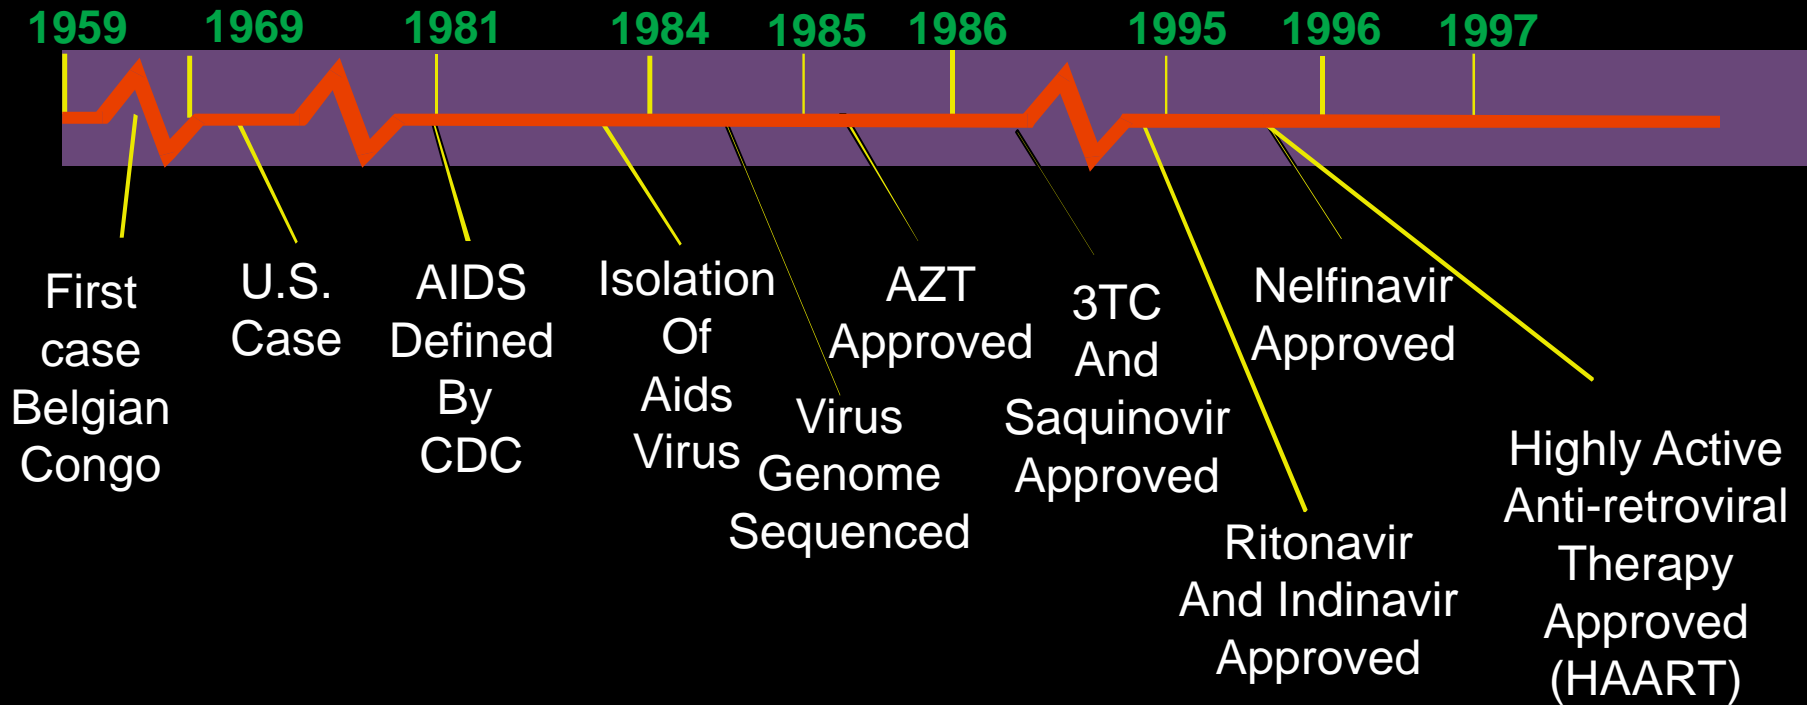 1959 1969 1981 1984 1985 1986 1995 1996 1997
First
case
Belgian
Congo
U.S.
Case
AIDS
Defined
By
CDC
Isolation
Of
Aids
Virus
Virus
Genome
Sequenced
AZT
Approved
3TC
And
Saquinovir
Approved
Ritonavir
And Indinavir
Approved
Nelfinavir
Approved
Highly Active
Anti-retroviral
Therapy
Approved
(HAART)